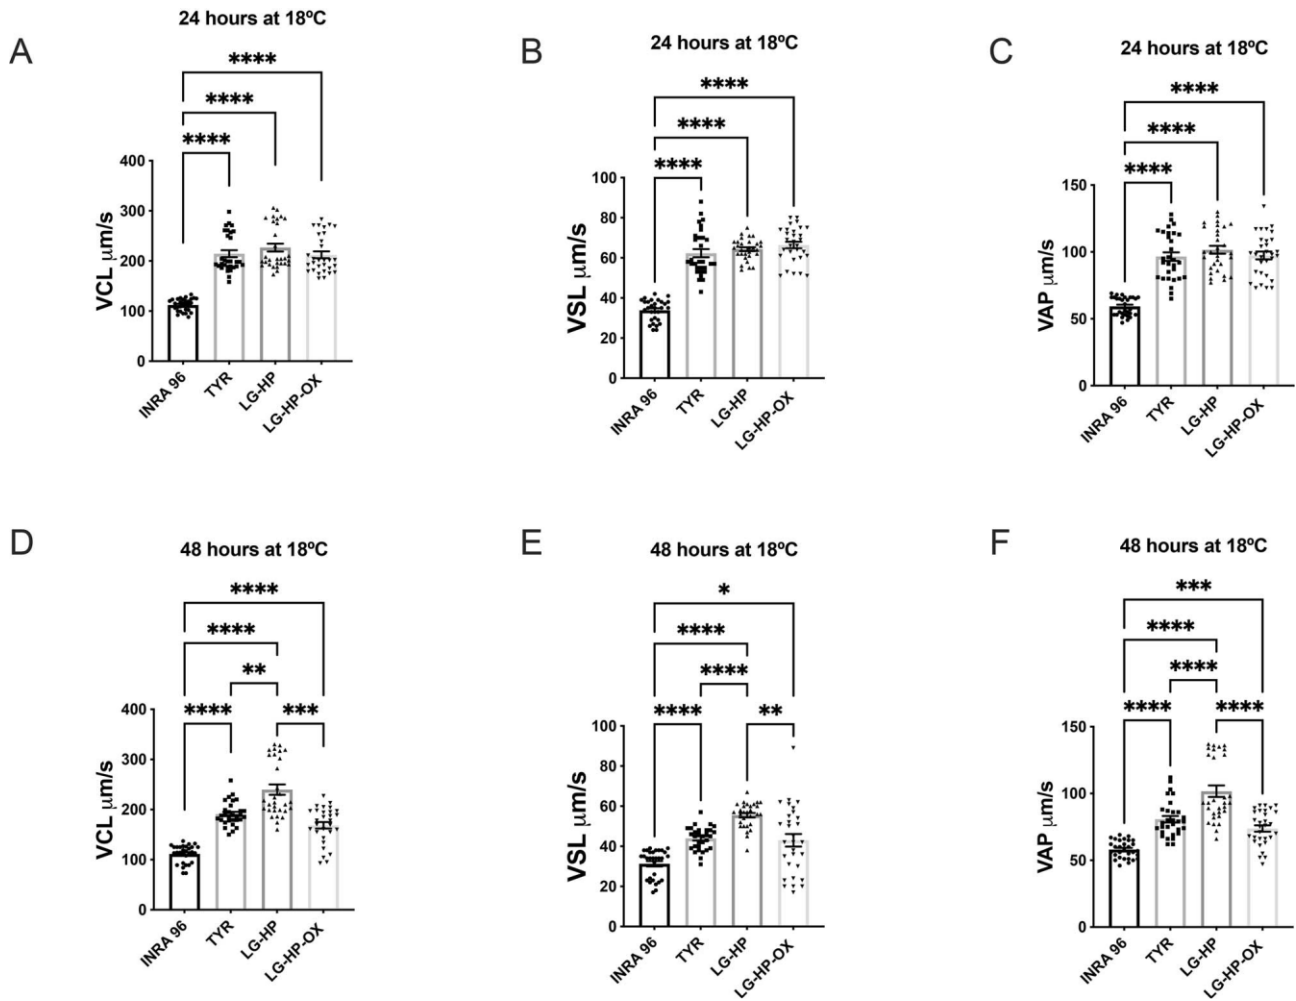 A
24 hours at 18ºC
****
****
****
VCL μm/s
400
300
200
100
0
INRA 96
TYR
LG-HP
LG-HP-OX
B
24 hours at 18ºC
****
****
****
VSL μm/s
100
80
60
40
20
0
INRA 96
TYR
LG-HP
LG-HP-OX
C
24 hours at 18ºC
****
****
****
VAP μm/s
150
100
50
0
INRA 96
TYR
LG-HP
LG-HP-OX
D
48 hours at 18ºC
****
****
**
****
***
VCL μm/s
400
300
200
100
0
INRA 96
TYR
LG-HP
LG-HP-OX
E
48 hours at 18ºC
*
****
****
****
**
VSL μm/s
100
80
60
40
20
0
INRA 96
TYR
LG-HP
LG-HP-OX
F
48 hours at 18ºC
***
****
****
****
****
VAP μm/s
150
100
50
0
INRA 96
TYR
LG-HP
LG-HP-OX